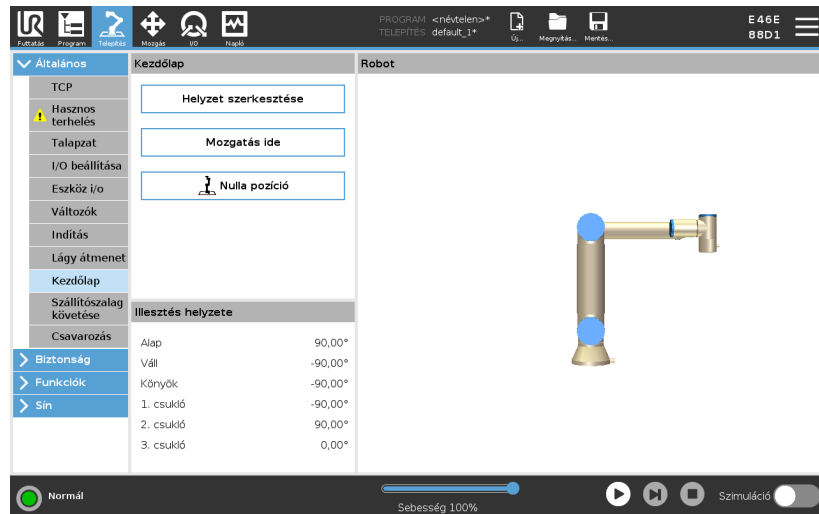 PROGRAM <névtelen>*
TELEPÍTÉS default_1*
E46E
88D1
Futtatás Program Telepítés Mozgás I/O Napló
Új... Megnyitás... Mentés...
Általános
TCP
Hasznos
terhelés
Talapzat
I/O beállítása
Eszköz i/o
Változók
Indítás
Lágy átmenet
Kezdőlap
Szállítószalag
követése
Csavarozás
Biztonság
Funkciók
Sín
Kezdőlap
Helyzet szerkesztése
Mozgatás ide
Nulla pozíció
Illesztés helyzete
Alap 90,00°
Váll -90,00°
Könyök -90,00°
1. csukló -90,00°
2. csukló 90,00°
3. csukló 0,00°
Robot
Normál
Sebesség 100%
Szimuláció